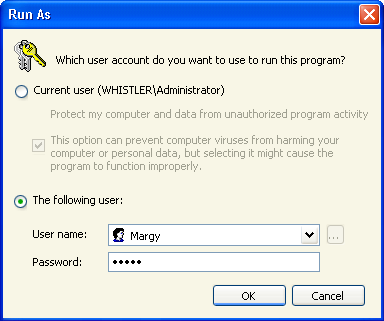 Run As
Which user account do you want to use to run this program?
Current user (WHISTLER\Administrator)
Protect my computer and data from unauthorized program activity
This option can prevent computer viruses from harming your
computer or personal data, but selecting it might cause the
program to function improperly.
The following user:
User name: Margy ...
Password: •••••
OK Cancel